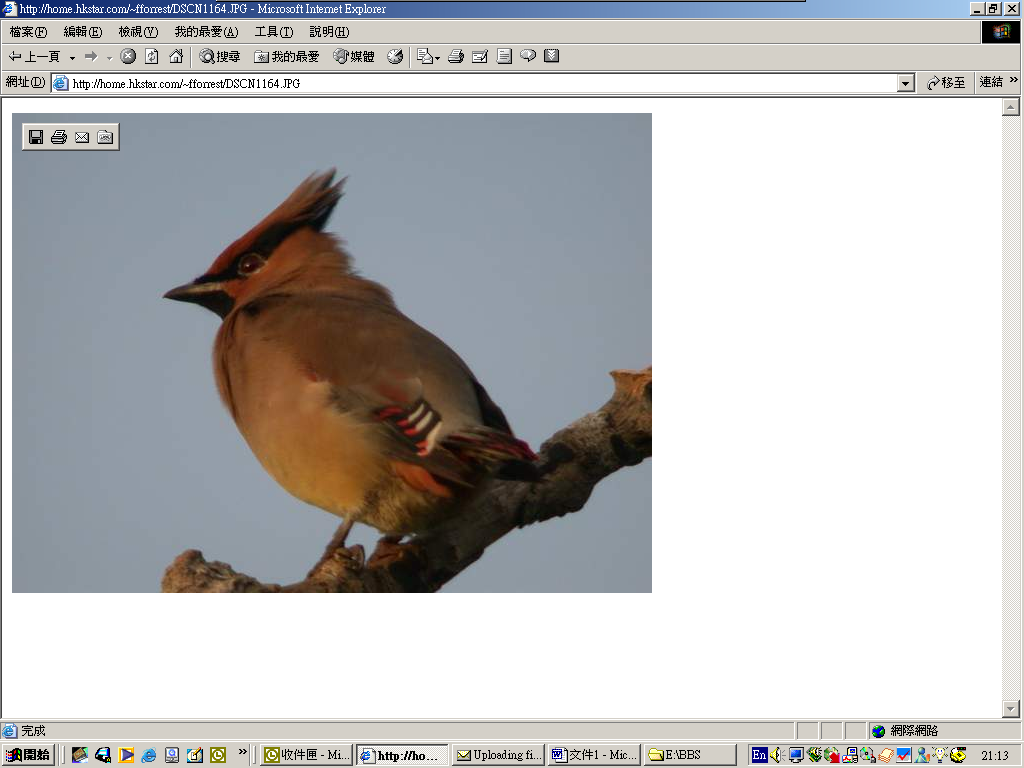 http://home.hkstar.com/~fforrest/DSCN1164.JPG - Microsoft Internet Explorer
檔案(F) 編輯(E) 檢視(V) 我的最愛(A) 工具(T) 說明(H)
上一頁 搜尋 我的最愛 媒體
網址(D) http://home.hkstar.com/~fforrest/DSCN1164.JPG 移至 連結 »
完成 網際網路
開始 » 收件匣 - Mi... http://ho... Uploading fi... 文件1 - Mic... E:\BBS En 21:13